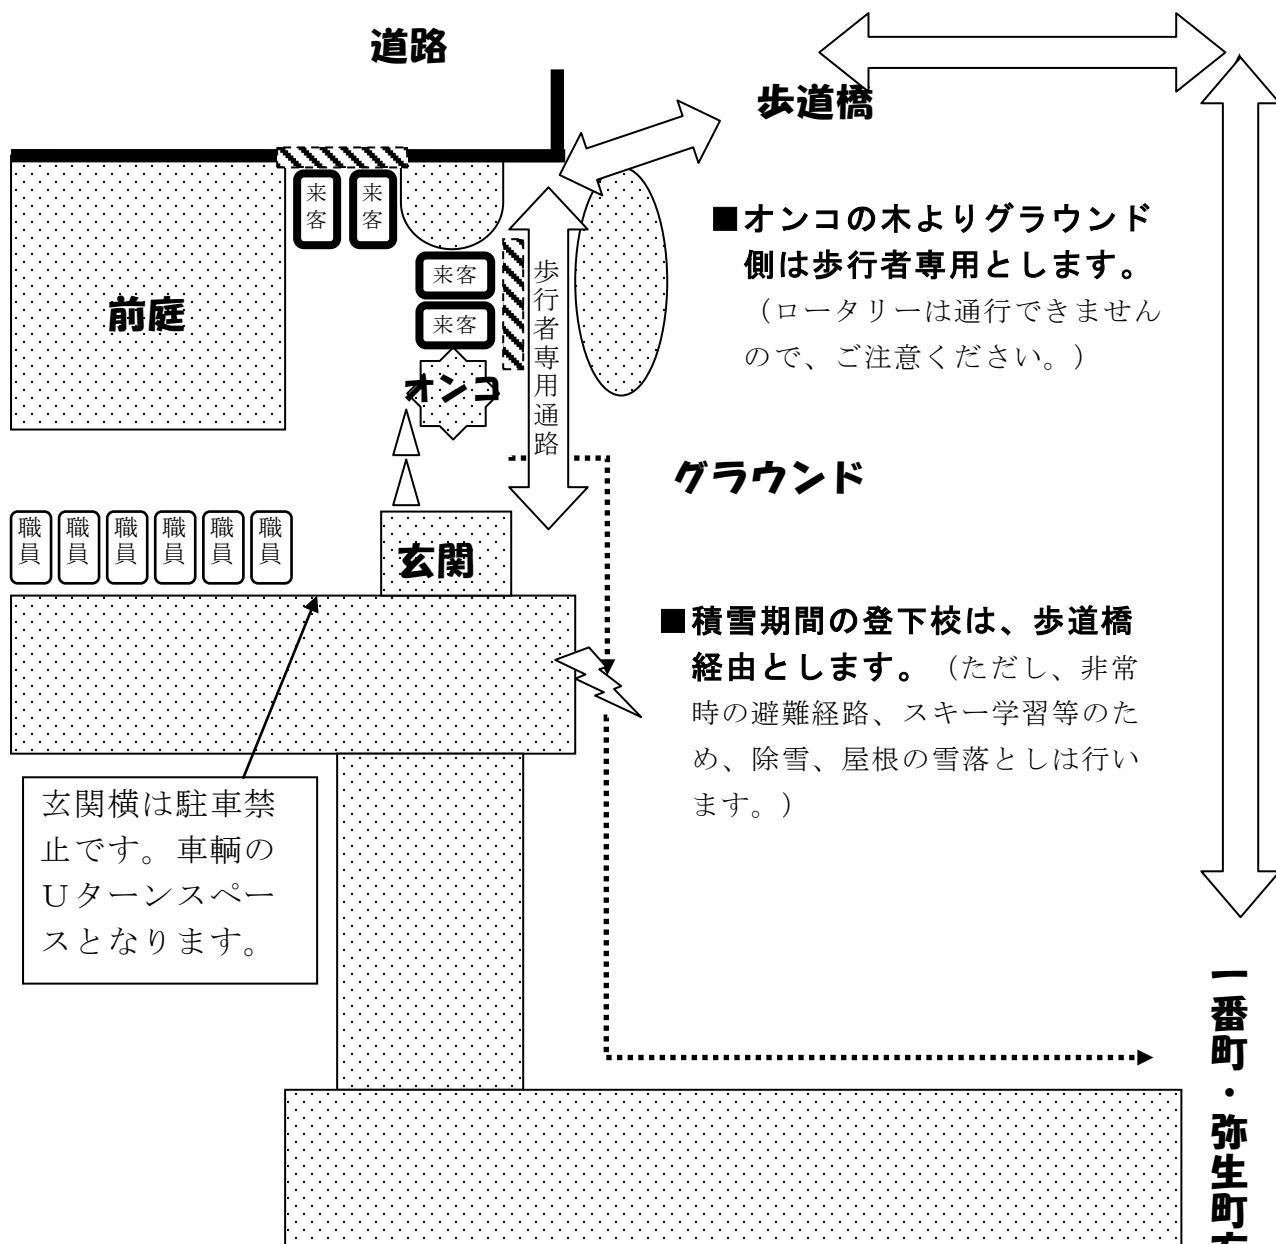 道路
歩道橋
来客
来客
■オンコの木よりグラウンド
側は歩行者専用とします。
（ロータリーは通行できません
ので、ご注意ください。）
来客
来客
歩行者専用通路
前庭
オンコ
グラウンド
職員
職員
職員
職員
職員
職員
玄関
■積雪期間の登下校は、歩道橋
経由とします。（ただし、非常
時の避難経路、スキー学習等のた
め、除雪、屋根の雪落としは行い
ます。）
玄関横は駐車禁
止です。車輌の
Ｕターンスペー
スとなります。
一番町・弥生町